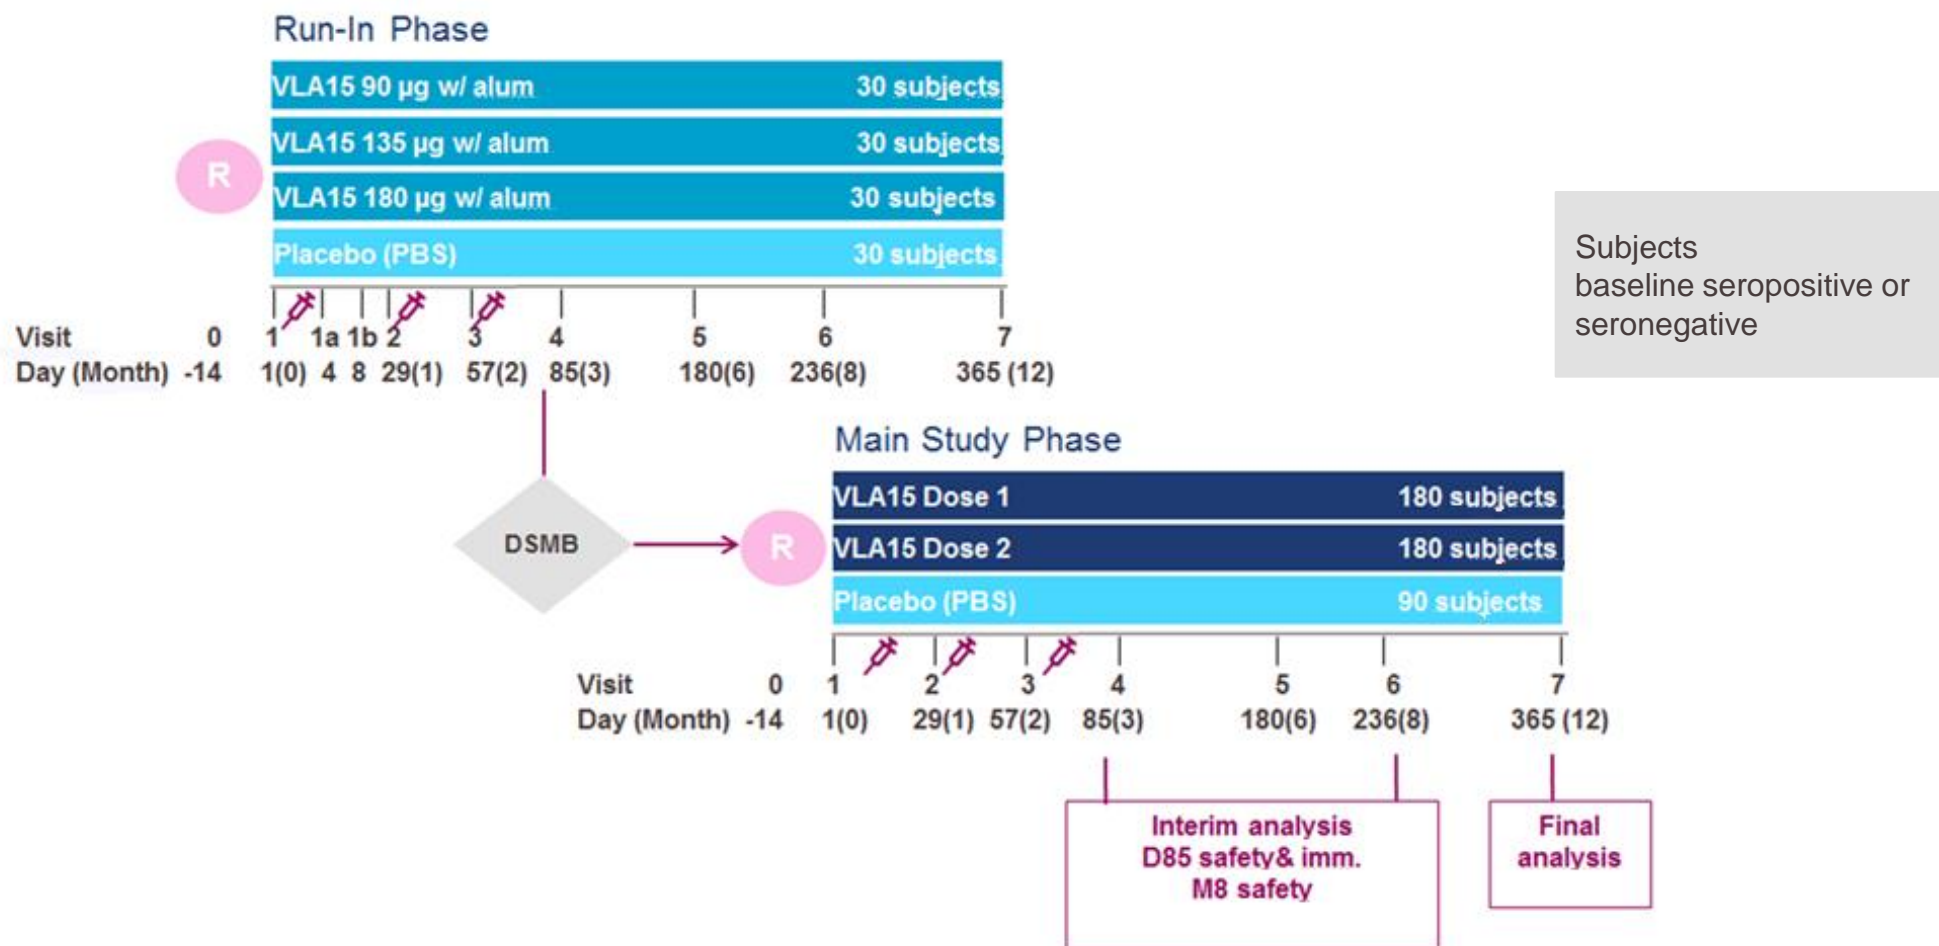 Run-In Phase
VLA15 90 µg w/ alum 30 subjects
VLA15 135 µg w/ alum 30 subjects
R
VLA15 180 µg w/ alum 30 subjects
Placebo (PBS) 30 subjects
Subjects
baseline seropositive or
seronegative
Visit 0 1 1a 1b 2 3 4 5 6 7
Day (Month) -14 1(0) 4 8 29(1) 57(2) 85(3) 180(6) 236(8) 365 (12)
Main Study Phase
VLA15 Dose 1 180 subjects
DSMB
R
VLA15 Dose 2 180 subjects
Placebo (PBS) 90 subjects
Visit 0 1 2 3 4 5 6 7
Day (Month) -14 1(0) 29(1) 57(2) 85(3) 180(6) 236(8) 365 (12)
Interim analysis
D85 safety& imm.
M8 safety
Final
analysis